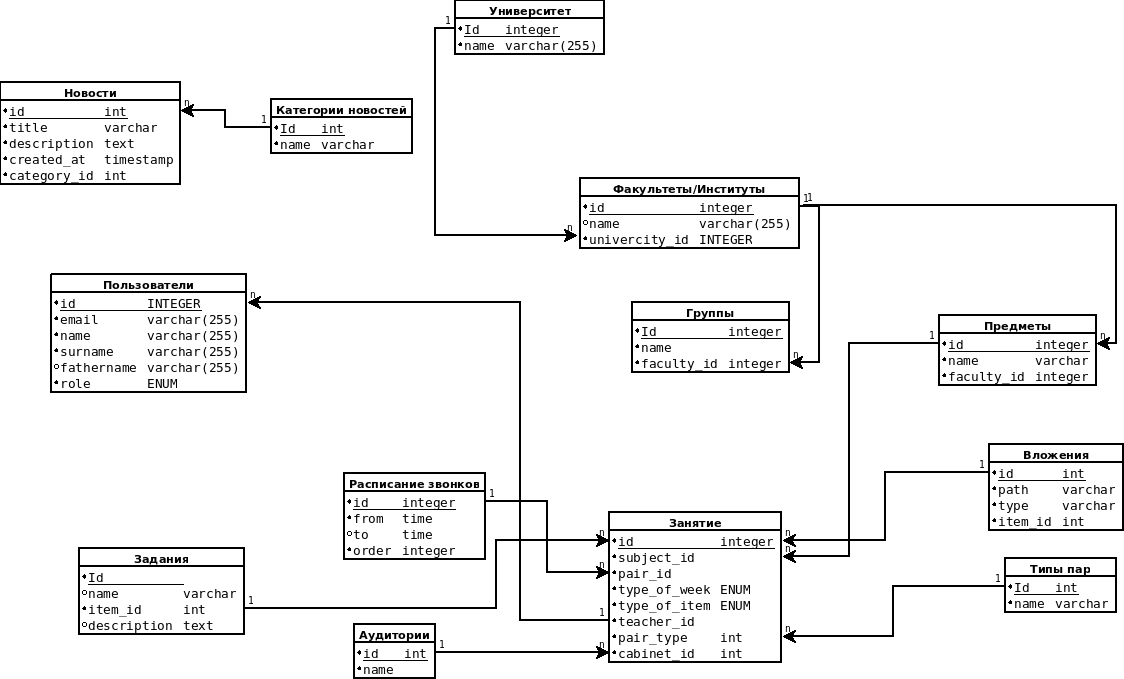 Университет
Id integer
name varchar(255)
1
Новости
id int
title varchar
description text
created_at timestamp
category_id int
n
Категории новостей
Id int
name varchar
1
Факультеты/Институты
id integer
name varchar(255)
univercity_id INTEGER
n
1
1
Пользователи
id INTEGER
email varchar(255)
name varchar(255)
surname varchar(255)
fathername varchar(255)
role ENUM
n
Группы
Id integer
name
faculty_id integer
n
Предметы
id integer
name varchar
faculty_id integer
1
n
Вложения
id int
path varchar
type varchar
item_id int
1
Расписание звонков
id integer
from time
to time
order integer
1
Занятие
id integer
subject_id
pair_id
type_of_week ENUM
type_of_item ENUM
teacher_id
pair_type int
cabinet_id int
n
n
1
n
n
n
n
Задания
Id
name varchar
item_id int
description text
1
Типы пар
Id int
name varchar
1
Аудитории
id int
name
1